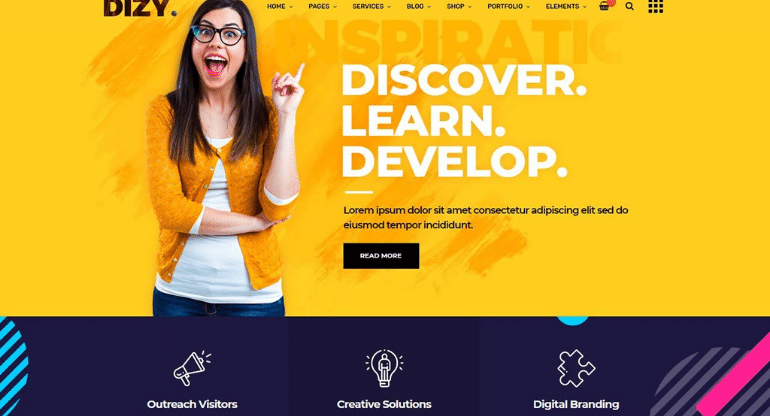 DIZY.
HOME PAGES SERVICES BLOG SHOP PORTFOLIO ELEMENTS
INSPIRATIO
DISCOVER.
LEARN.
DEVELOP.
Lorem ipsum dolor sit amet consectetur adipiscing elit sed do
eiusmod tempor incididunt.
READ MORE
Outreach Visitors Creative Solutions Digital Branding